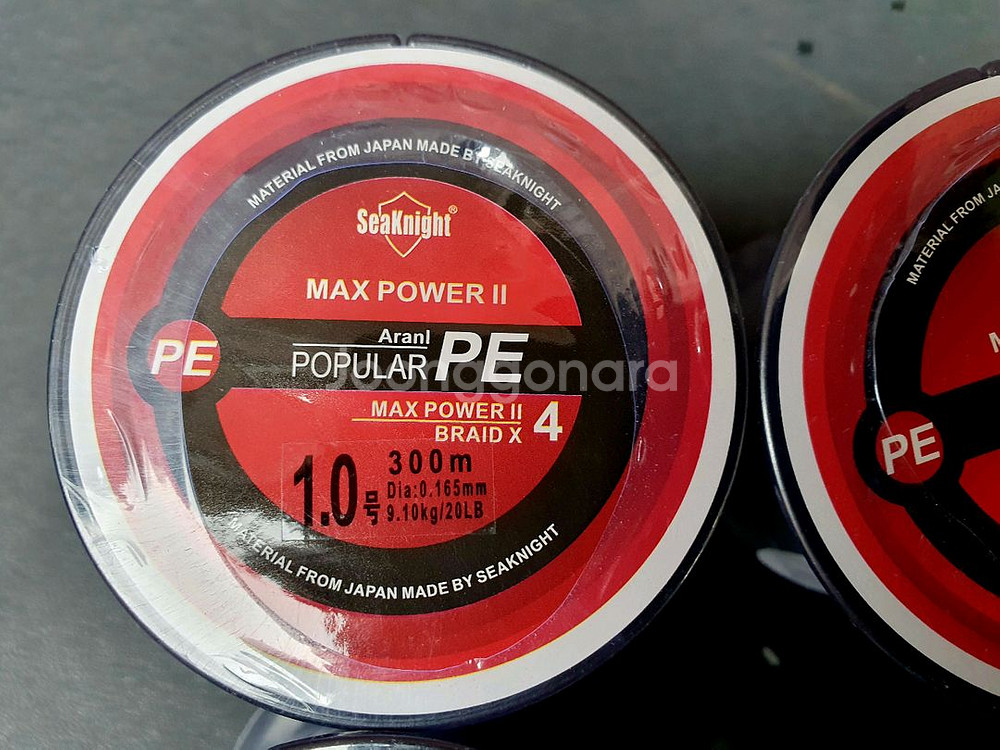 MATERIAL FROM JAPAN MADE BY SEAKNIGHT
SeaKnight®
MAX POWER II
Aranl
POPULAR PE
PE
MAX POWER II
BRAID X 4
1.0号
300m
Dia:0.165mm
9.10kg/20LB
MATERIAL FROM JAPAN MADE BY SEAKNIGHT
Joonggonara
MATERIAL FROM JA
PE